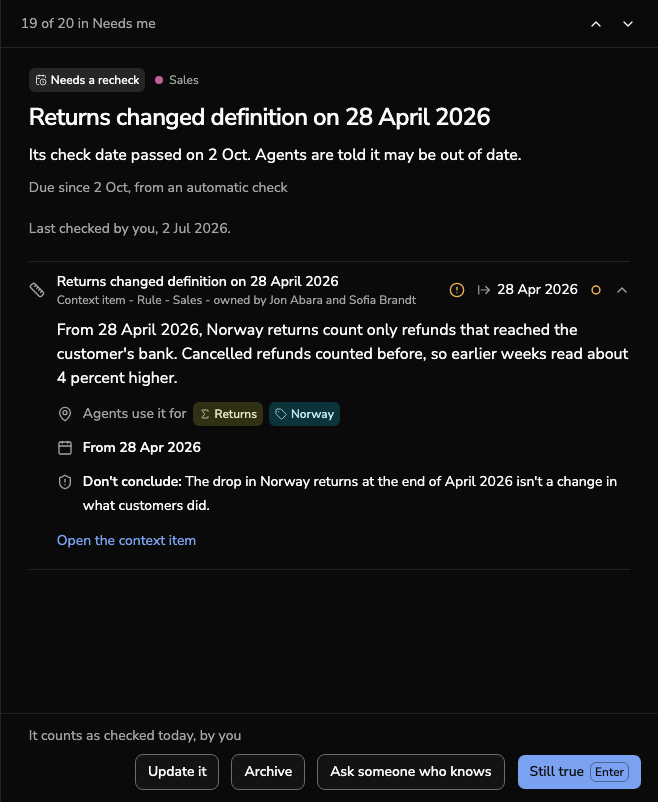 19 of 20 in Needs me
Needs a recheck
Sales
Returns changed definition on 28 April 2026
Its check date passed on 2 Oct. Agents are told it may be out of date.
Due since 2 Oct, from an automatic check
Last checked by you, 2 Jul 2026.
Returns changed definition on 28 April 2026
Context item - Rule - Sales - owned by Jon Abara and Sofia Brandt
28 Apr 2026
From 28 April 2026, Norway returns count only refunds that reached the
customer's bank. Cancelled refunds counted before, so earlier weeks read about
4 percent higher.
Agents use it for Returns Norway
From 28 Apr 2026
Don't conclude: The drop in Norway returns at the end of April 2026 isn't a change in
what customers did.
Open the context item
It counts as checked today, by you
Update it
Archive
Ask someone who knows
Still true Enter